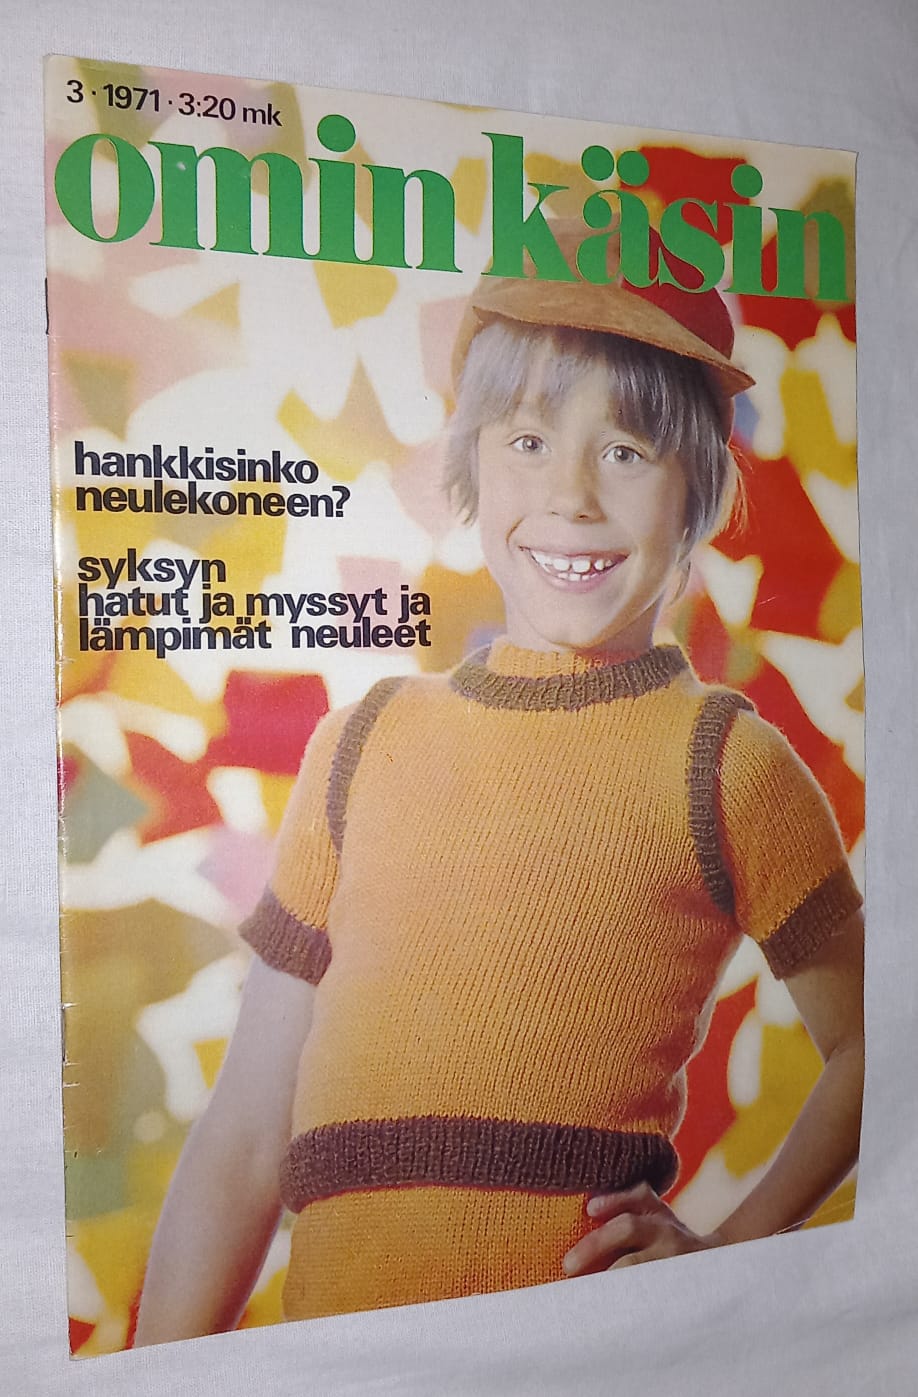 3 · 1971 · 3:20 mk
omin käsin
hankkisinko
neulekoneen?
syksyn
hatut ja myssyt ja
lämpimät neuleet